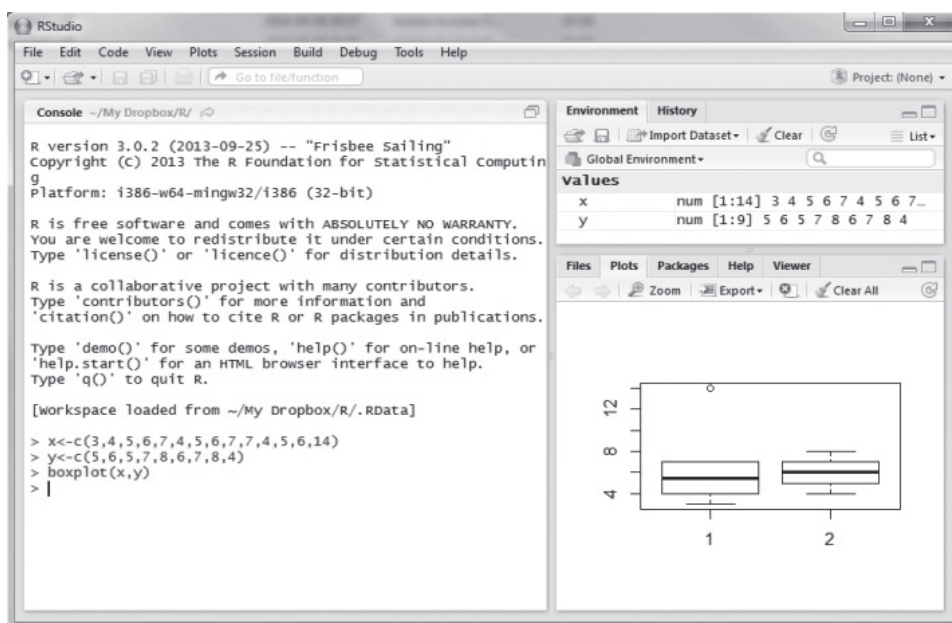 RStudio
File Edit Code View Plots Session Build Debug Tools Help
Go to file/function
Project: (None)
Console ~/My Dropbox/R/
R version 3.0.2 (2013-09-25) -- "Frisbee Sailing"
Copyright (C) 2013 The R Foundation for Statistical Computin
g
Platform: i386-w64-mingw32/i386 (32-bit)
R is free software and comes with ABSOLUTELY NO WARRANTY.
You are welcome to redistribute it under certain conditions.
Type 'license()' or 'licence()' for distribution details.
R is a collaborative project with many contributors.
Type 'contributors()' for more information and
'citation()' on how to cite R or R packages in publications.
Type 'demo()' for some demos, 'help()' for on-line help, or
'help.start()' for an HTML browser interface to help.
Type 'q()' to quit R.
[Workspace loaded from ~/My Dropbox/R/.RData]
> x<-c(3,4,5,6,7,4,5,6,7,7,4,5,6,14)
> y<-c(5,6,5,7,8,6,7,8,4)
> boxplot(x,y)
>
Environment History
Import Dataset Clear List
Global Environment
Values
x num [1:14] 3 4 5 6 7 4 5 6 7…
y num [1:9] 5 6 5 7 8 6 7 8 4
Files Plots Packages Help Viewer
Zoom Export Clear All
12
8
4
1 2